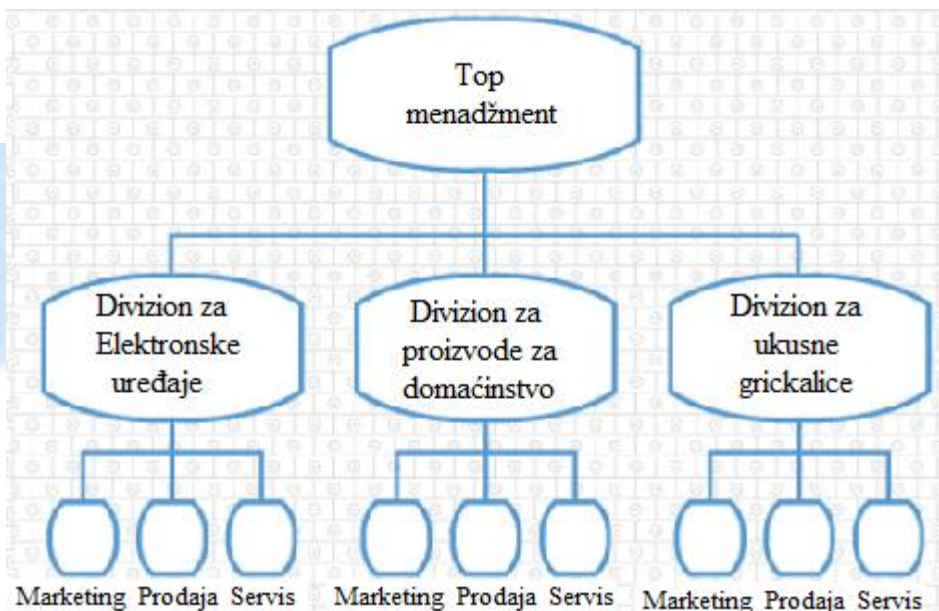 Top
menadžment
Divizion za
Elektronske
uređaje
Divizion za
proizvode za
domaćinstvo
Divizion za
ukusne
grickalice
Marketing Prodaja Servis
Marketing Prodaja Servis
Marketing Prodaja Servis